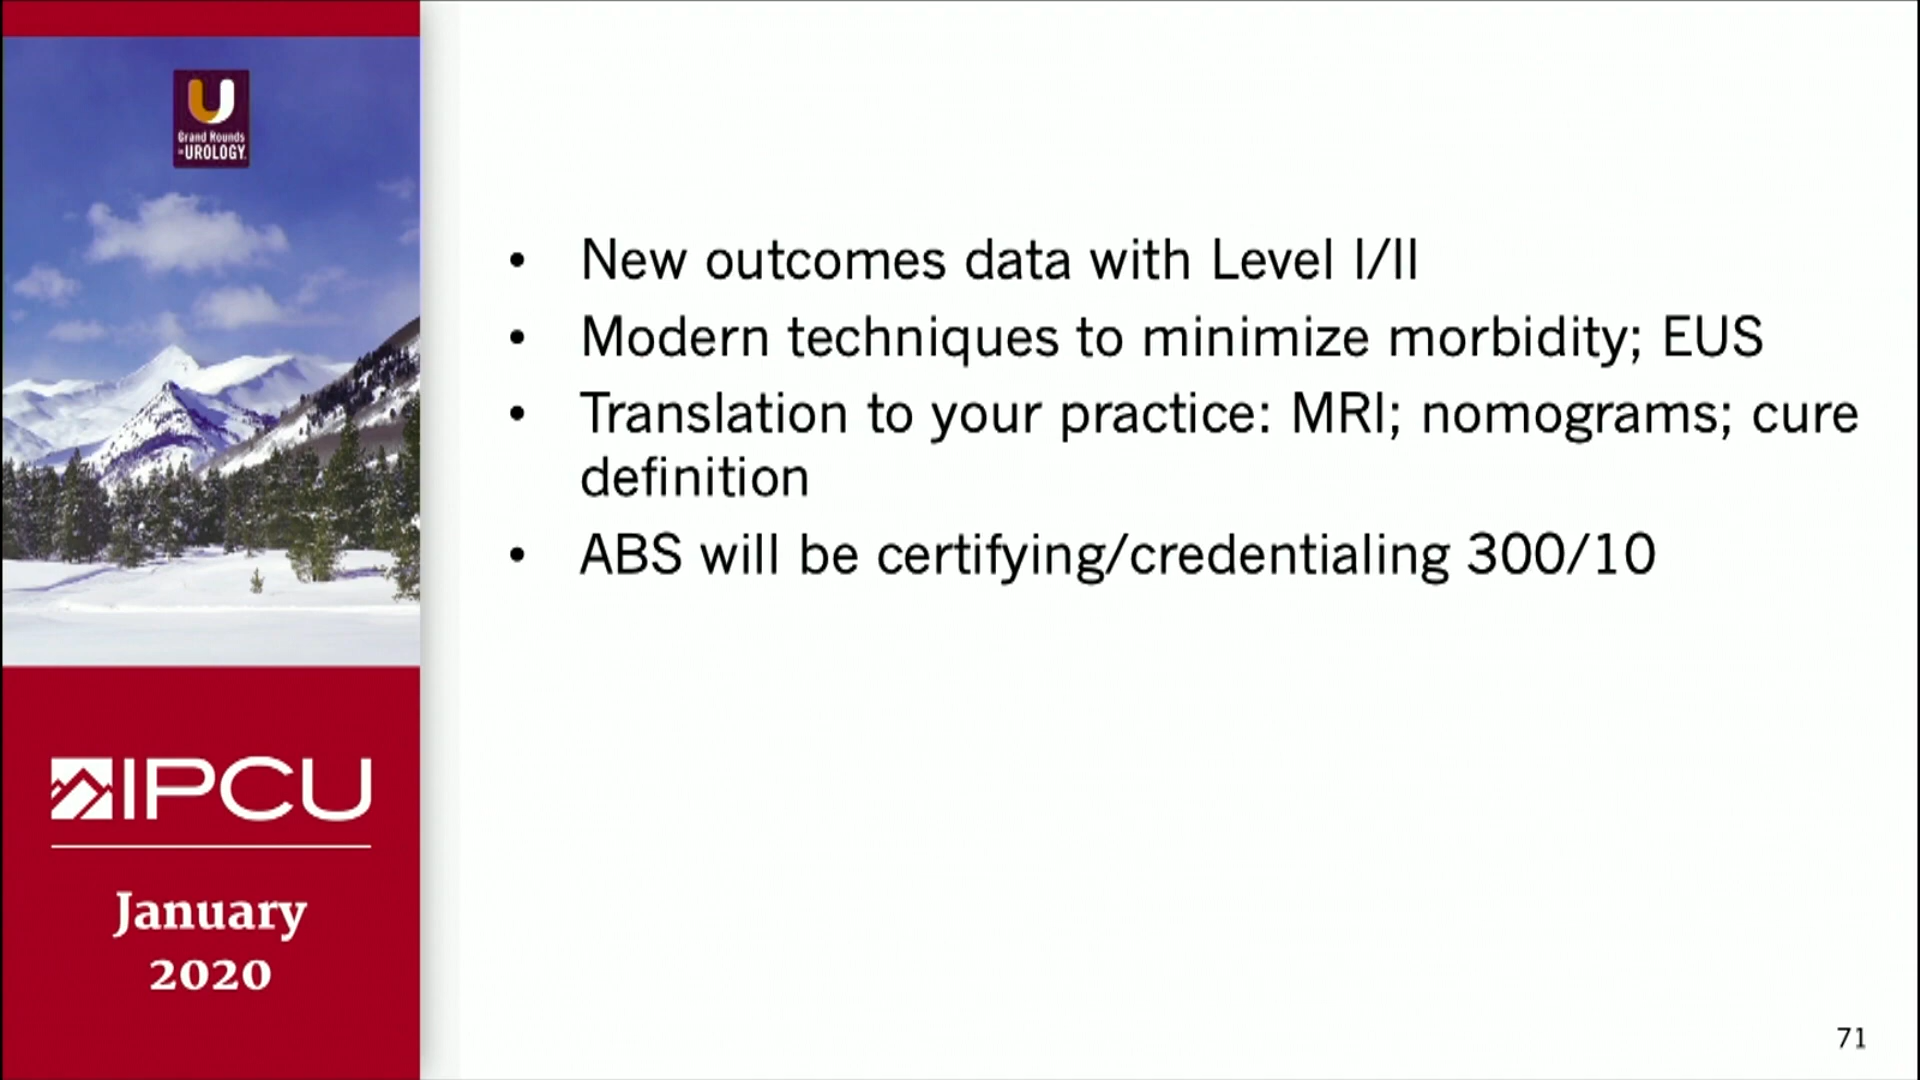 U
Grand Rounds
in UROLOGY
IPCU
January
2020
• New outcomes data with Level I/II
• Modern techniques to minimize morbidity; EUS
• Translation to your practice: MRI; nomograms; cure
definition
• ABS will be certifying/credentialing 300/10
71